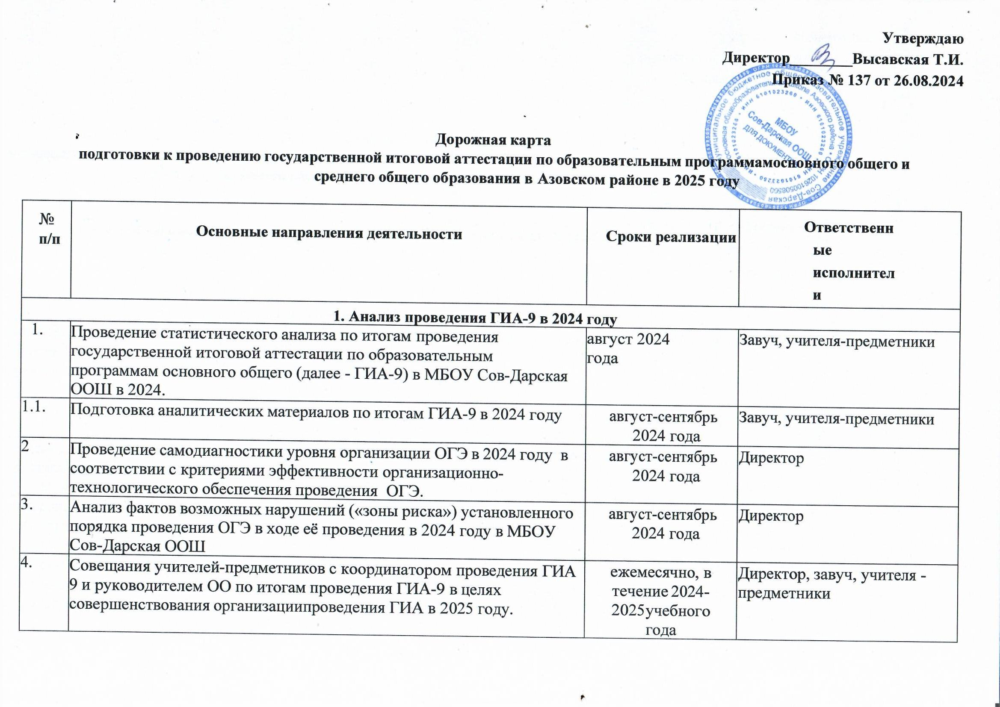 Утверждаю
Директор________Высавская Т.И.
Приказ № 137 от 26.08.2024
МБОУ
Сов-Дарская ООШ
ДЛЯ ДОКУМЕНТОВ
Дорожная карта
подготовки к проведению государственной итоговой аттестации по образовательным программамосновного общего и
среднего общего образования в Азовском районе в 2025 году
№
п/п
Основные направления деятельности
Сроки реализации
Ответственн
ые
исполнител
и
1. Анализ проведения ГИА-9 в 2024 году
1.
Проведение статистического анализа по итогам проведения
государственной итоговой аттестации по образовательным
программам основного общего (далее - ГИА-9) в МБОУ Сов-Дарская
ООШ в 2024.
август 2024
года
Завуч, учителя-предметники
1.1.
Подготовка аналитических материалов по итогам ГИА-9 в 2024 году
август-сентябрь
2024 года
Завуч, учителя-предметники
2
Проведение самодиагностики уровня организации ОГЭ в 2024 году в
соответствии с критериями эффективности организационно-
технологического обеспечения проведения ОГЭ.
август-сентябрь
2024 года
Директор
3.
Анализ фактов возможных нарушений («зоны риска») установленного
порядка проведения ОГЭ в ходе её проведения в 2024 году в МБОУ
Сов-Дарская ООШ
август-сентябрь
2024 года
Директор
4.
Совещания учителей-предметников с координатором проведения ГИА
9 и руководителем ОО по итогам проведения ГИА-9 в целях
совершенствования организациипроведения ГИА в 2025 году.
ежемесячно, в
течение 2024-
2025учебного
года
Директор, завуч, учителя -
предметники